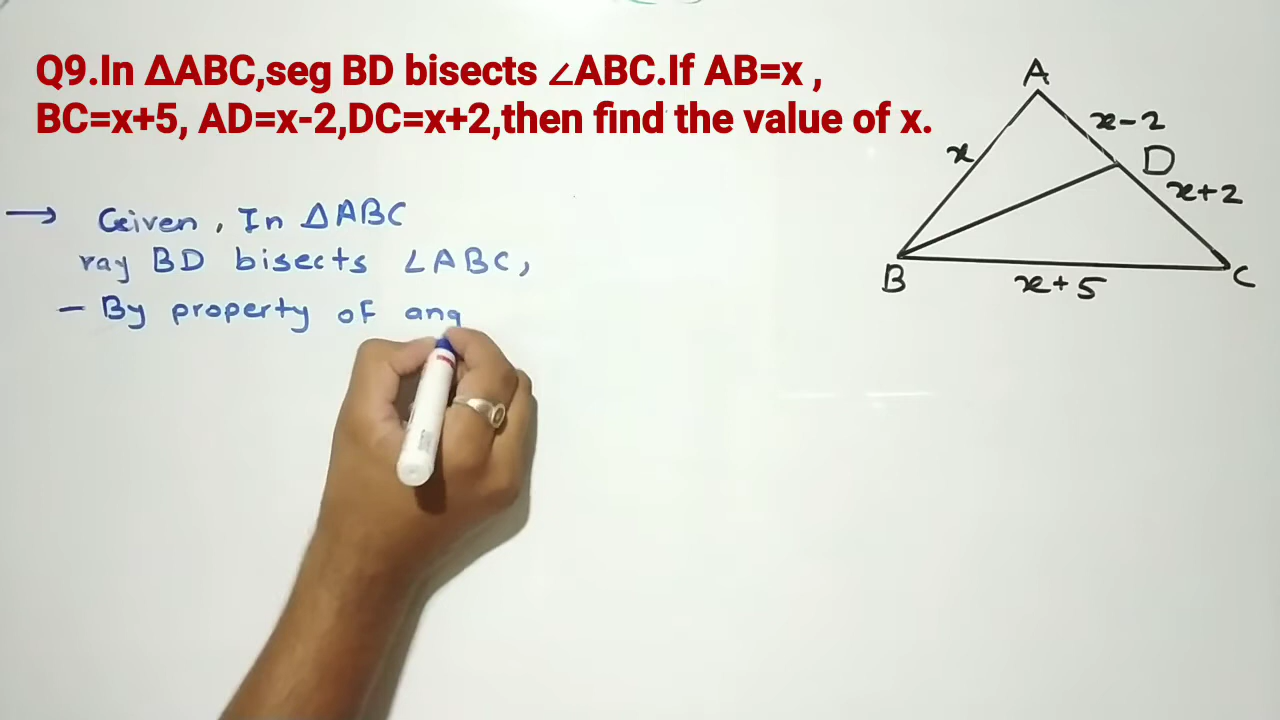 Q9.In ΔABC,seg BD bisects ∠ABC.If AB=x ,
BC=x+5, AD=x-2,DC=x+2,then find the value of x.
→ Given, In ΔABC
ray BD bisects ∠ABC,
- By property of ang
A
x-2
D
x
x+2
B
x+5
C